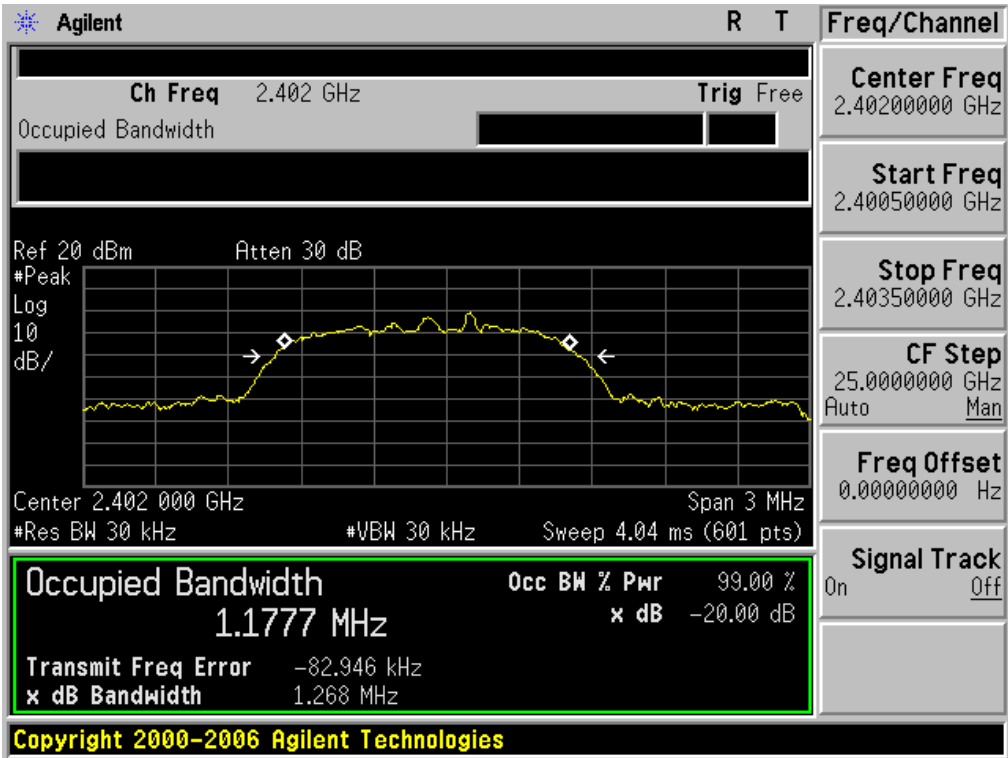 Agilent R T
Freq/Channel
Ch Freq 2.402 GHz Trig Free
Occupied Bandwidth
Center Freq
2.40200000 GHz
Start Freq
2.40050000 GHz
Stop Freq
2.40350000 GHz
CF Step
25.0000000 GHz
Auto Man
Freq Offset
0.00000000 Hz
Signal Track
On Off
Ref 20 dBm Atten 30 dB
#Peak
Log
10
dB/
Center 2.402 000 GHz Span 3 MHz
#Res BW 30 kHz #VBW 30 kHz Sweep 4.04 ms (601 pts)
Occupied Bandwidth
1.1777 MHz
Occ BW % Pwr 99.00 %
x dB -20.00 dB
Transmit Freq Error -82.946 kHz
x dB Bandwidth 1.268 MHz
Copyright 2000-2006 Agilent Technologies